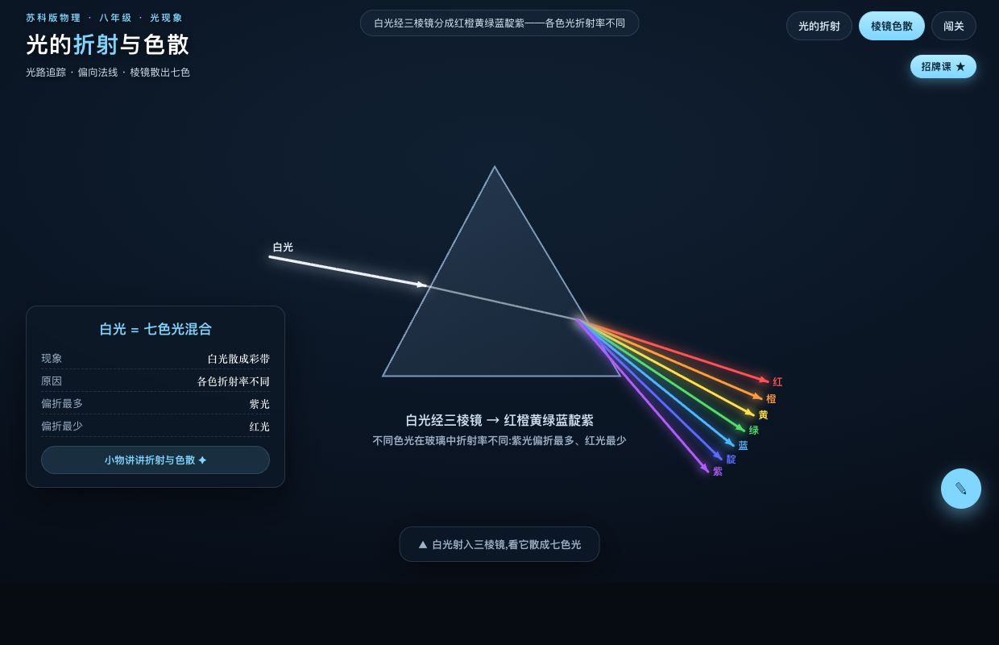 苏科版物理 · 八年级 · 光现象
光的折射与色散
光路追踪 · 偏向法线 · 棱镜散出七色
白光经三棱镜分成红橙黄绿蓝靛紫——各色光折射率不同
光的折射
棱镜色散
闯关
招牌课 ★
白光
白光 = 七色光混合
现象 白光散成彩带
原因 各色折射率不同
偏折最多 紫光
偏折最少 红光
小物讲讲折射与色散 ✦
红
橙
黄
绿
蓝
靛
紫
白光经三棱镜 → 红橙黄绿蓝靛紫
不同色光在玻璃中折射率不同:紫光偏折最多、红光最少
▲ 白光射入三棱镜,看它散成七色光